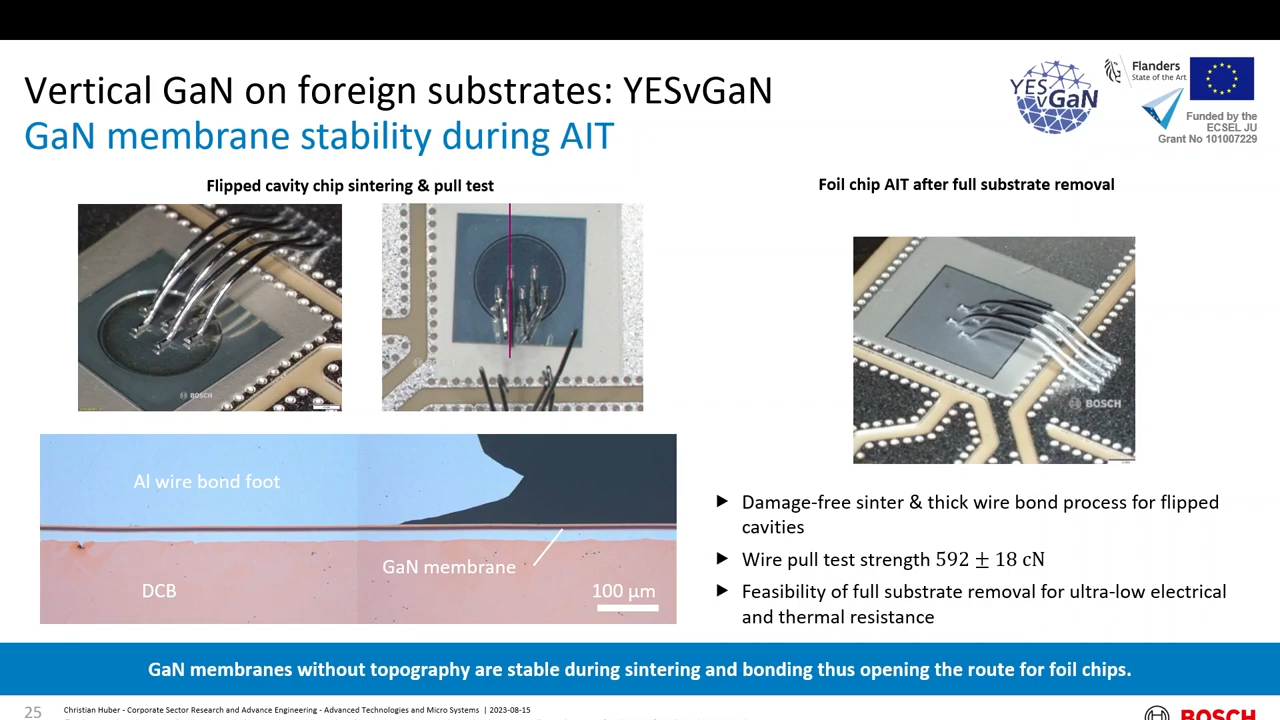 Vertical GaN on foreign substrates: YESvGaN
GaN membrane stability during AIT
YES
vGaN
Flanders
State of the Art
Funded by the
ECSEL JU
Grant No 101007229
Flipped cavity chip sintering & pull test
Foil chip AIT after full substrate removal
BOSCH
BOSCH
Al wire bond foot
GaN membrane
DCB
100 µm
▶ Damage-free sinter & thick wire bond process for flipped
cavities
▶ Wire pull test strength 592 ± 18 cN
▶ Feasibility of full substrate removal for ultra-low electrical
and thermal resistance
GaN membranes without topography are stable during sintering and bonding thus opening the route for foil chips.
25
Christian Huber - Corporate Sector Research and Advance Engineering - Advanced Technologies and Micro Systems | 2023-08-15
BOSCH